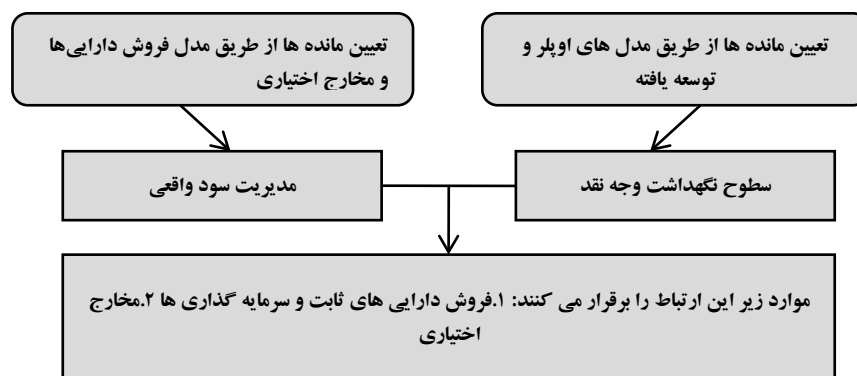 تعیین مانده ها از طریق مدل های اوپلر و
توسعه یافته
تعیین مانده ها از طریق مدل فروش دارایی‌ها
و مخارج اختیاری
سطوح نگهداشت وجه نقد
مدیریت سود واقعی
موارد زیر این ارتباط را برقرار می کنند: ۱.فروش دارایی های ثابت و سرمایه گذاری ها ۲.مخارج
اختیاری